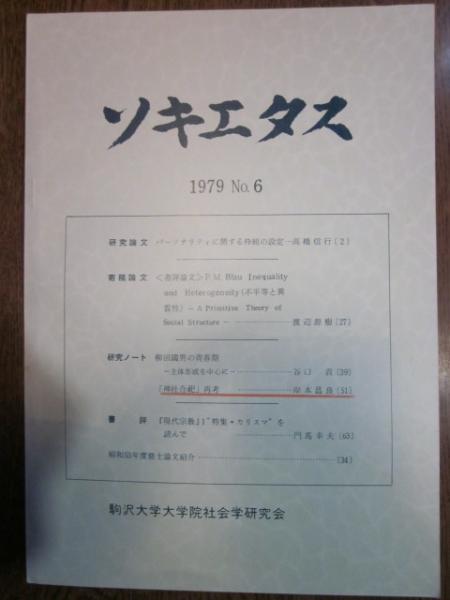 ソキエタス
1979 No.6
研究論文 パーソナリティに関する枠組の設定―高橋信行〔2〕
寄稿論文 <書評論文>P.M.Blau Inequality
and Heterogeneity(不平等と異
質性) ― A Primitive Theory of
Social Structure ― 渡辺 〔27〕
研究ノート 柳田國男の青春期
―主体形成を中心に― 谷口 貢〔39〕
「神社合祀」再考 岸本昌良〔51〕
書評 『現代宗教』1"特集・カリスマ"を
読んで 門馬幸夫〔63〕
昭和53年度修士論文紹介 〔34〕
駒沢大学大学院社会学研究会